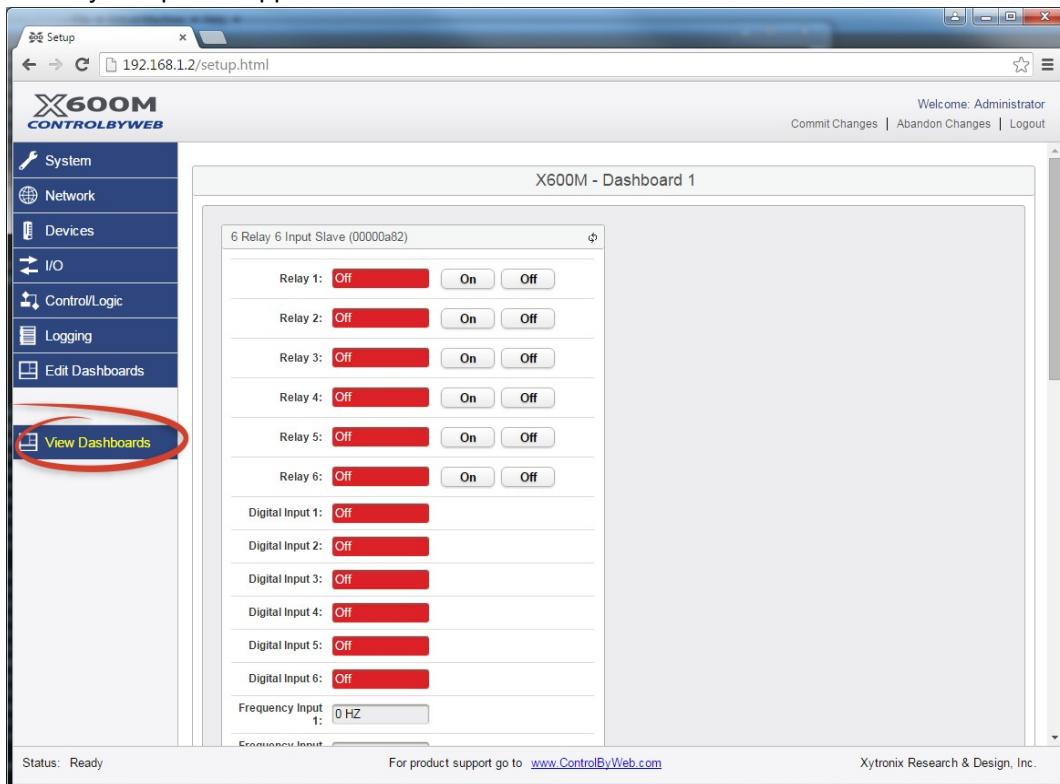 Setup
192.168.1.2/setup.html
X600M
CONTROLBYWEB
Welcome: Administrator
Commit Changes | Abandon Changes | Logout
System
Network
Devices
I/O
Control/Logic
Logging
Edit Dashboards
View Dashboards
X600M - Dashboard 1
6 Relay 6 Input Slave (00000a82)
Relay 1: Off On Off
Relay 2: Off On Off
Relay 3: Off On Off
Relay 4: Off On Off
Relay 5: Off On Off
Relay 6: Off On Off
Digital Input 1: Off
Digital Input 2: Off
Digital Input 3: Off
Digital Input 4: Off
Digital Input 5: Off
Digital Input 6: Off
Frequency Input
1: 0 HZ
Frequency Input
Status: Ready
For product support go to www.ControlByWeb.com
Xytronix Research & Design, Inc.